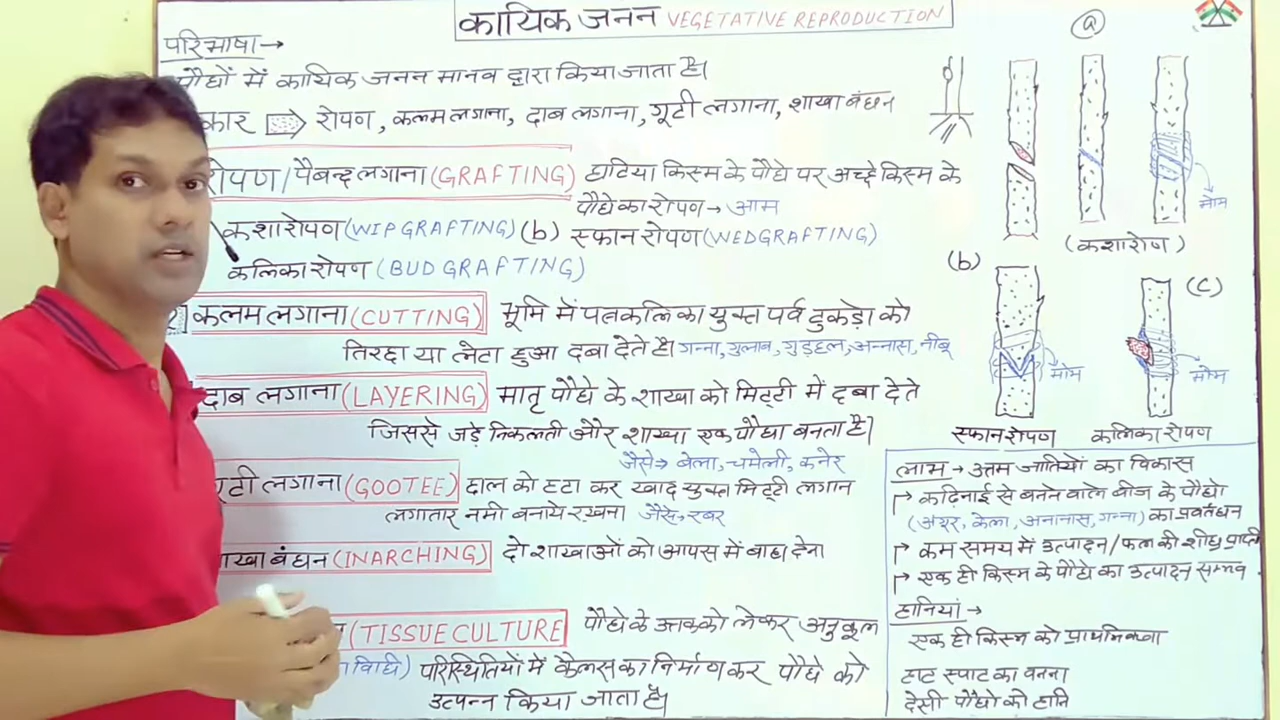 कायिक जनन VEGETATIVE REPRODUCTION
परिभाषा→
पौधों में कायिक जनन मानव द्वारा किया जाता है।
कार रोपण, कलम लगाना, दाब लगाना, गूटी लगाना, शाखा बंधन
रोपण/पैबन्द लगाना (GRAFTING) घटिया किस्म के पौधे पर अच्छे किस्म के
पौधे का रोपण → आम
कशारोपण (WIP GRAFTING) (b) स्फान रोपण (WEDGRAFTING)
कलिका रोपण (BUD GRAFTING)
कलम लगाना (CUTTING) भूमि में पत्रकलिका युक्त पर्व टुकड़ो को
तिरछा या लेटा हुआ दबा देते है। गन्ना, गुलाब, गुड़हल, अन्नास, नीबू
दाब लगाना (LAYERING) मातृ पौधे के शाखा को मिट्टी में दबा देते
जिससे जड़े निकलती और शाखा एक पौधा बनता है।
जैसे→ बेला, चमेली, कनेर
टी लगाना (GOOTEE) छाल को हटा कर खाद युक्त मिट्टी लगान
लगातार नमी बनाये रखना जैसे→ रबर
ाखा बंधन (INARCHING) दो शाखाओं को आपस में बाध देना
(TISSUE CULTURE पौधे के उत्तक को लेकर अनुकूल
विधि) परिस्थितियों में कैलस का निर्माण कर पौधे को
उत्पन्न किया जाता है।
(a)
मोम
(कशारोण)
(b)
मोम
स्फानरोपण
(c)
मोम
कलिका रोपण
लाभ → उत्तम जातियों का विकास
कठिनाई से बनने वाले बीज के पौधो
(अंगूर, केला, अनानास, गन्ना) का प्रवर्तधन
कम समय में उत्पादन/फल की शीघ्र प्राप्ती
एक ही किस्म के पौधे का उत्पादन सम्भव
हानियां →
एक ही किस्म को प्राथमिकता
हाट स्पाट का बनना
देसी पौधो को हानि